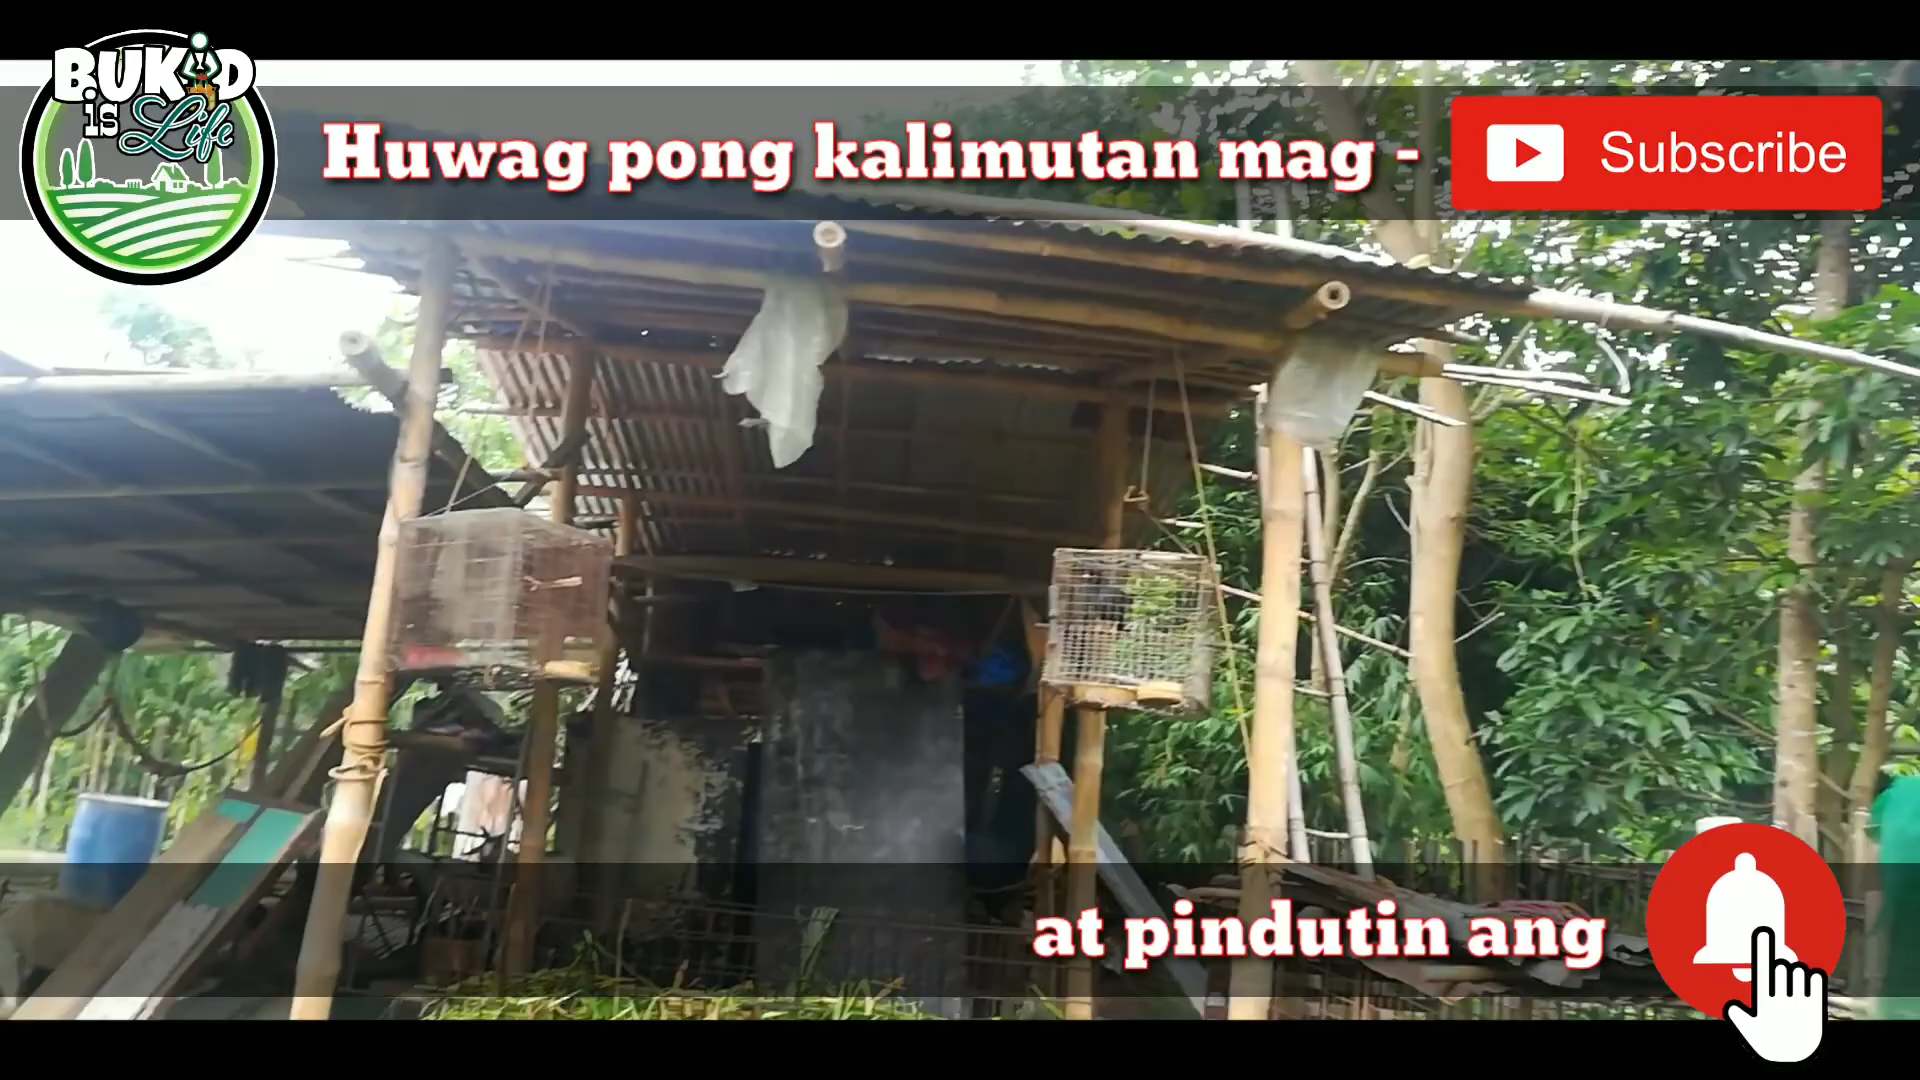 BUKID
is Life
Huwag pong kalimutan mag - Subscribe
at pindutin ang